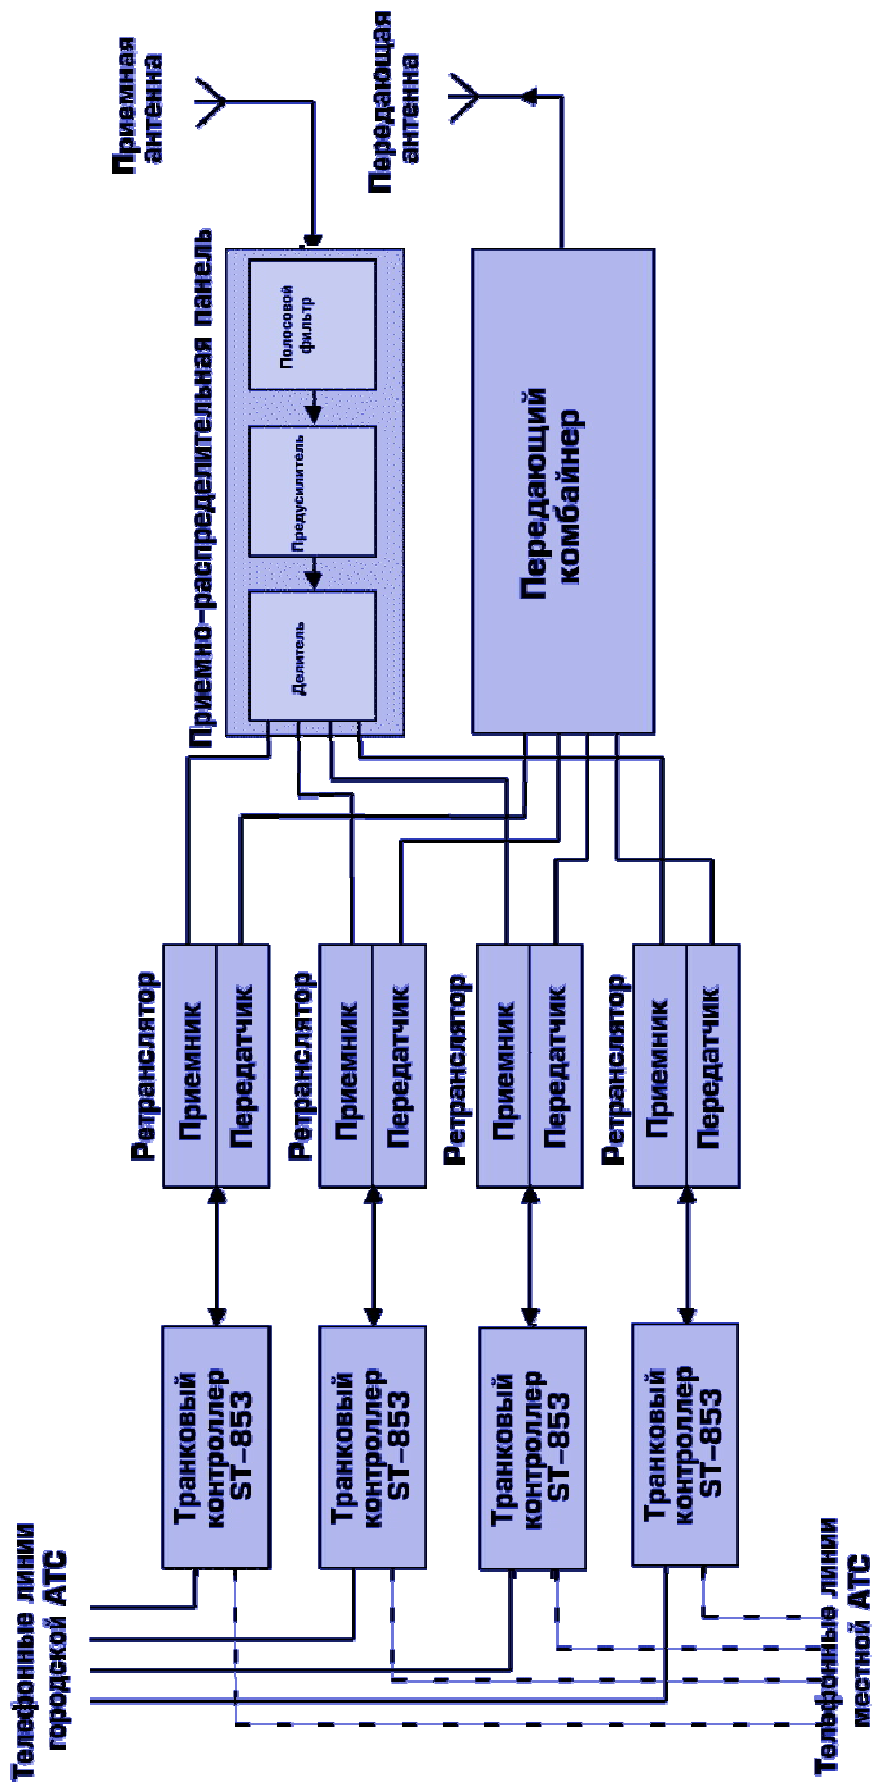 Приемная
антенна
Передающая
антенна
Приемно-распределительная панель
Полосовой
фильтр
Предусилитель
Делитель
Передающий
комбайнер
Ретранслятор
Приемник
Передатчик
Ретранслятор
Приемник
Передатчик
Ретранслятор
Приемник
Передатчик
Ретранслятор
Приемник
Передатчик
Транковый
контроллер
ST-853
Транковый
контроллер
ST-853
Транковый
контроллер
ST-853
Транковый
контроллер
ST-853
Телефонные линии
городской АТС
Телефонные линии
местной АТС